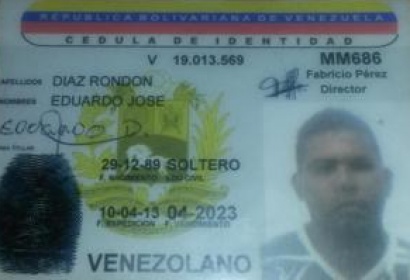 REPUBLICA BOLIVARIANA DE VENEZUELA
CEDULA DE IDENTIDAD
V 19.013.569 MM686
Fabricio Pérez
Director
APELLIDOS DIAZ RONDON
NOMBRES EDUARDO JOSE
Eduardo D.
29-12-89 SOLTERO
F. NACIMIENTO EDO. CIVIL
10-04-13 04-2023
F. EXPEDICION F. VENCIMIENTO
VENEZOLANO